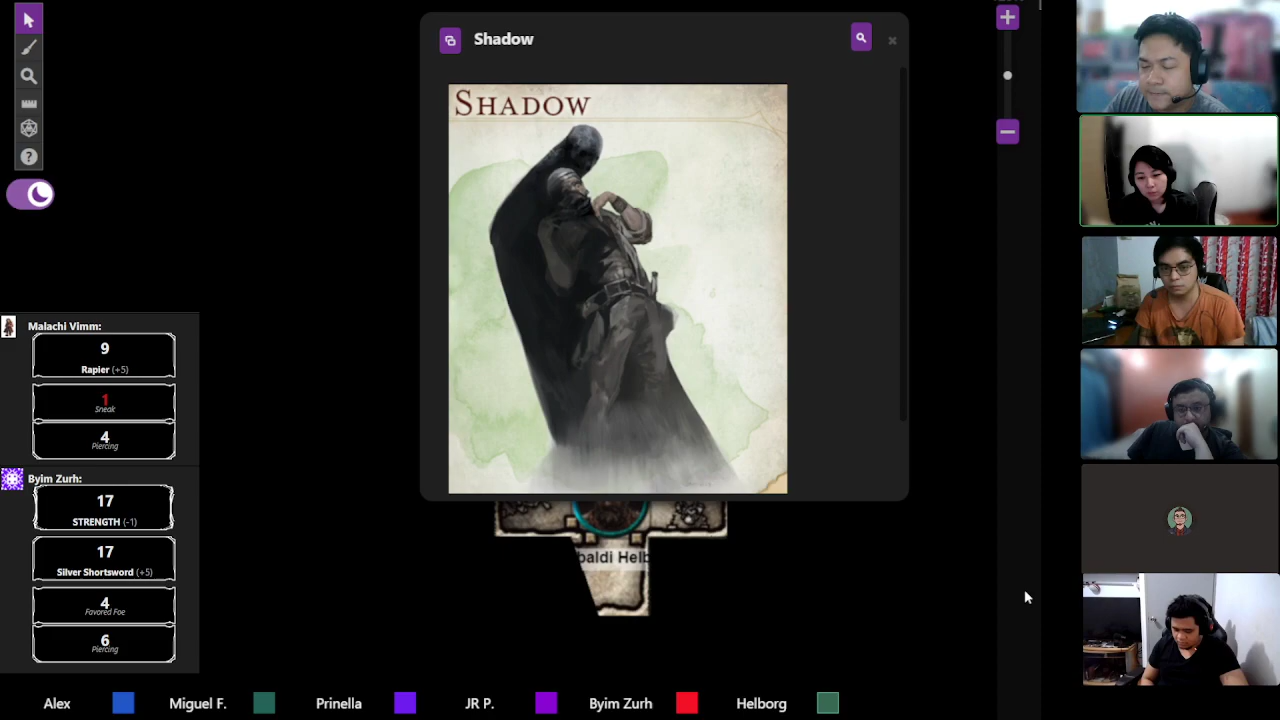 Shadow
SHADOW
Malachi Vimm:
9
Rapier (+5)
1
Sneak
4
Piercing
Byim Zurh:
17
STRENGTH (-1)
17
Silver Shortsword (+5)
4
Favored Foe
6
Piercing
baldi Helb
Alex
Miguel F.
Prinella
JR P.
Byim Zurh
Helborg